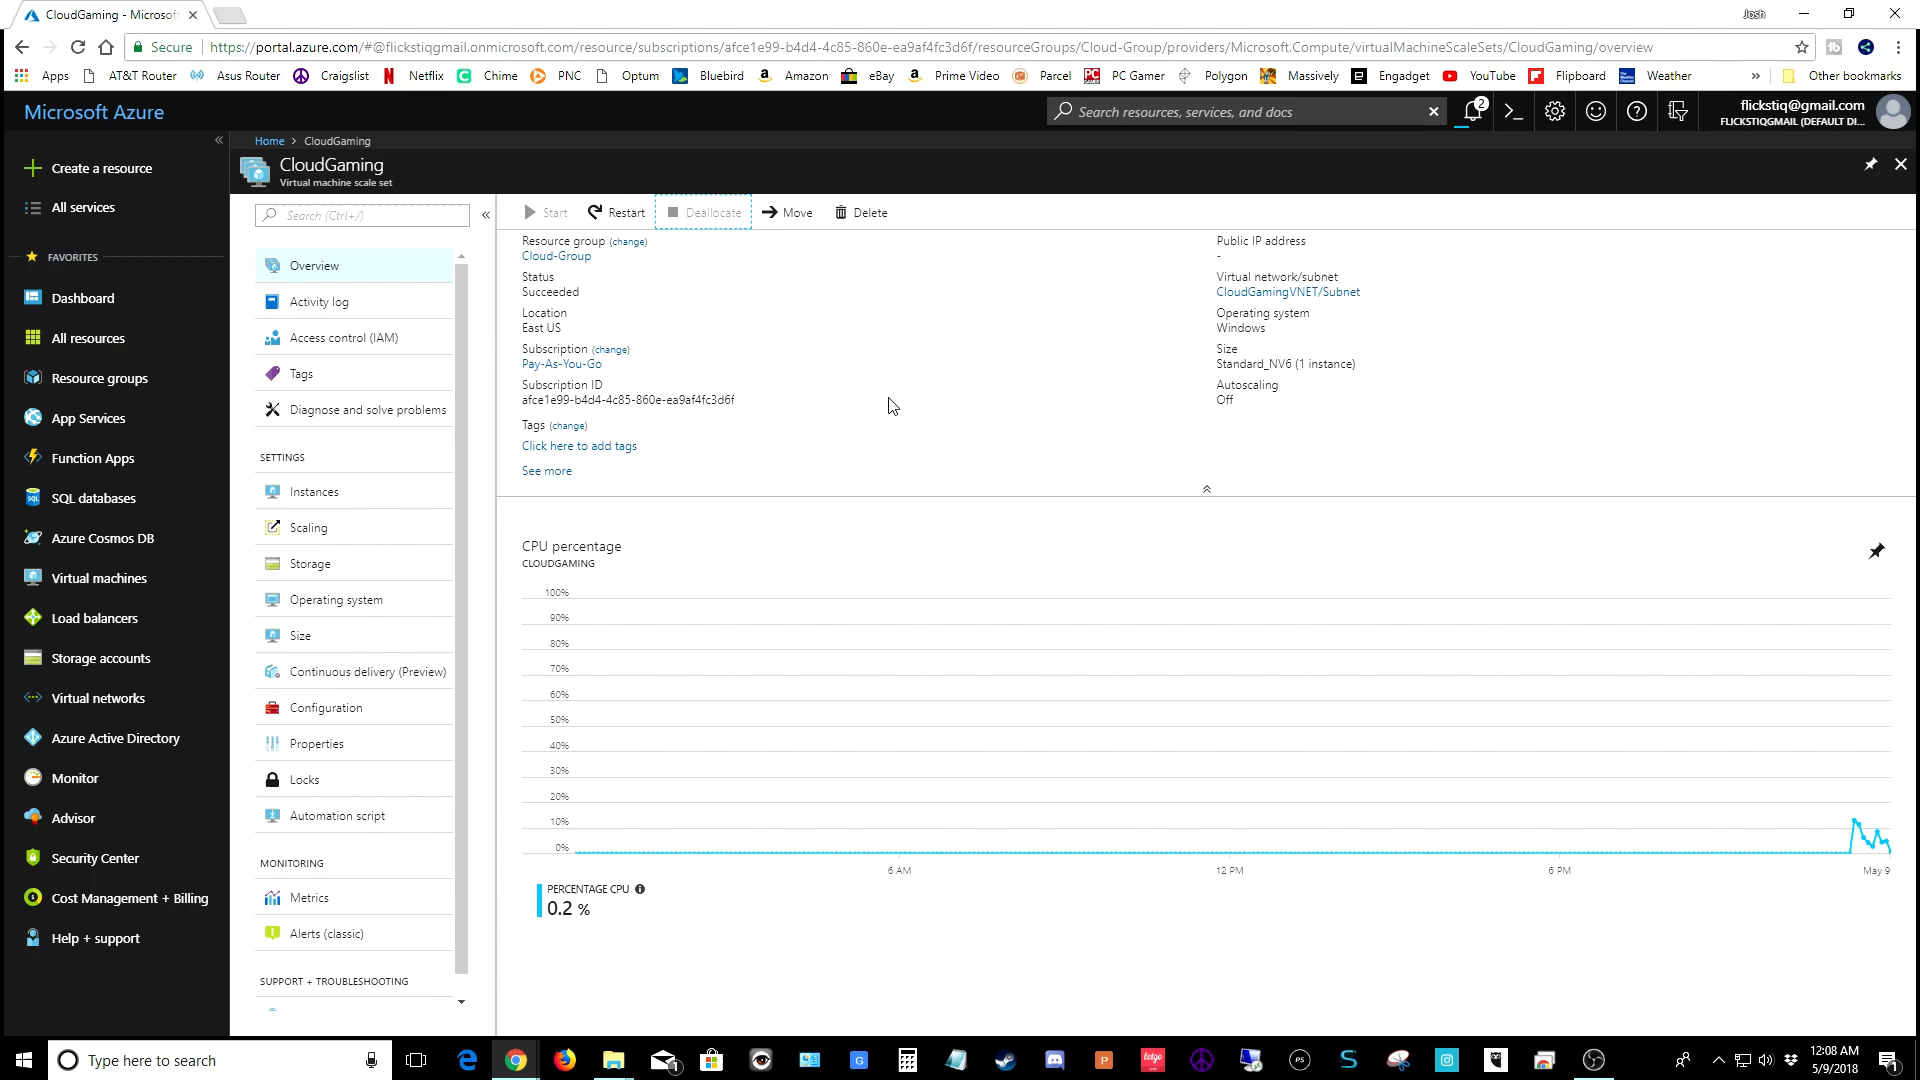 CloudGaming - Microsoft
Josh
Secure
https://portal.azure.com/#@flickstiqgmail.onmicrosoft.com/resource/subscriptions/afce1e99-b4d4-4c85-860e-ea9af4fc3d6f/resourceGroups/Cloud-Group/providers/Microsoft.Compute/virtualMachineScaleSets/CloudGaming/overview
Apps AT&T Router Asus Router Craigslist Netflix Chime PNC Optum Bluebird Amazon eBay Prime Video Parcel PC Gamer Polygon Massively Engadget YouTube Flipboard Weather » Other bookmarks
Microsoft Azure
Search resources, services, and docs
2
flickstiq@gmail.com
FLICKSTIQGMAIL (DEFAULT DI...
Home > CloudGaming
CloudGaming
Virtual machine scale set
Create a resource
All services
FAVORITES
Dashboard
All resources
Resource groups
App Services
Function Apps
SQL databases
Azure Cosmos DB
Virtual machines
Load balancers
Storage accounts
Virtual networks
Azure Active Directory
Monitor
Advisor
Security Center
Cost Management + Billing
Help + support
Search (Ctrl+/)
Overview
Activity log
Access control (IAM)
Tags
Diagnose and solve problems
SETTINGS
Instances
Scaling
Storage
Operating system
Size
Continuous delivery (Preview)
Configuration
Properties
Locks
Automation script
MONITORING
Metrics
Alerts (classic)
SUPPORT + TROUBLESHOOTING
Start Restart Deallocate Move Delete
Resource group (change)
Cloud-Group
Status
Succeeded
Location
East US
Subscription (change)
Pay-As-You-Go
Subscription ID
afce1e99-b4d4-4c85-860e-ea9af4fc3d6f
Tags (change)
Click here to add tags
See more
Public IP address
-
Virtual network/subnet
CloudGamingVNET/Subnet
Operating system
Windows
Size
Standard_NV6 (1 instance)
Autoscaling
Off
CPU percentage
CLOUDGAMING
100%
90%
80%
70%
60%
50%
40%
30%
20%
10%
0%
6 AM 12 PM 6 PM May 9
PERCENTAGE CPU
0.2 %
Type here to search
12:08 AM
5/9/2018